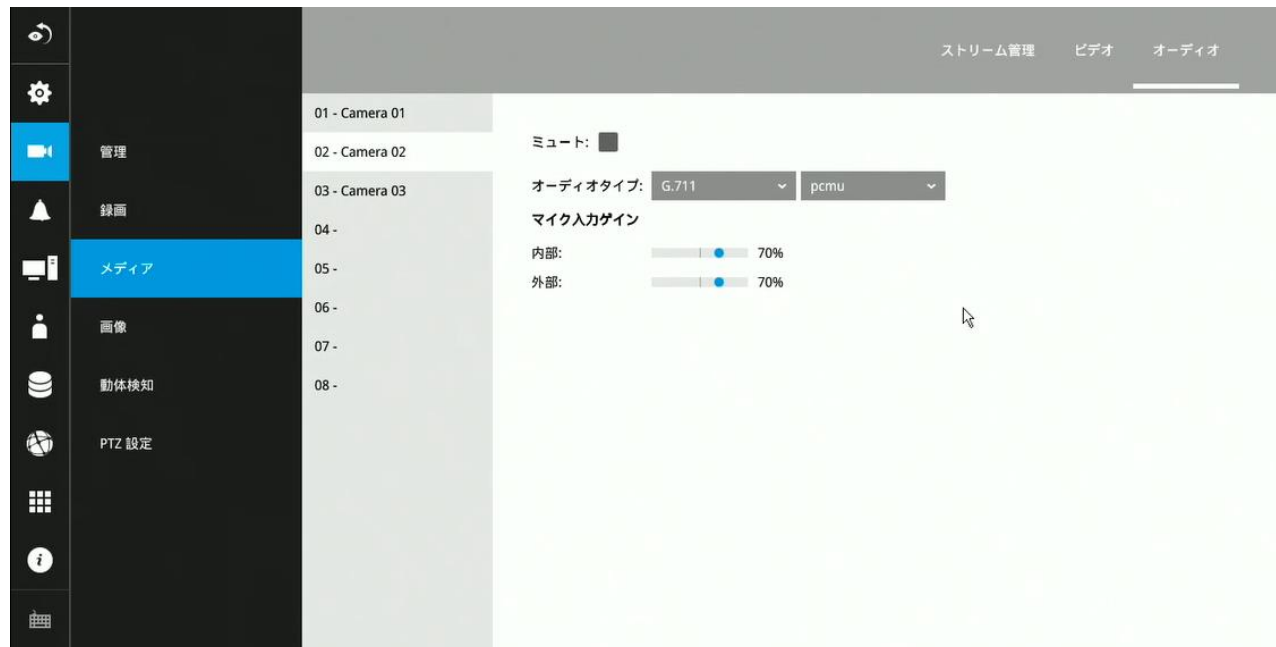 ストリーム管理 ビデオ オーディオ
管理
録画
メディア
画像
動体検知
PTZ 設定
01 - Camera 01
02 - Camera 02
03 - Camera 03
04 -
05 -
06 -
07 -
08 -
ミュート:
オーディオタイプ: G.711 pcmu
マイク入力ゲイン
内部: 70%
外部: 70%